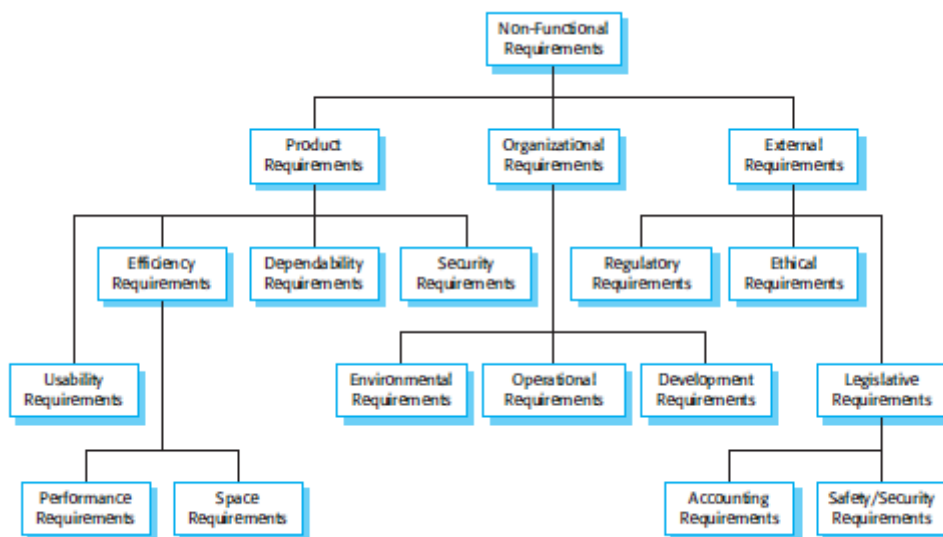 Non-Functional
Requirements
Product
Requirements
Organizational
Requirements
External
Requirements
Efficiency
Requirements
Dependability
Requirements
Security
Requirements
Regulatory
Requirements
Ethical
Requirements
Usability
Requirements
Environmental
Requirements
Operational
Requirements
Development
Requirements
Legislative
Requirements
Performance
Requirements
Space
Requirements
Accounting
Requirements
Safety/Security
Requirements